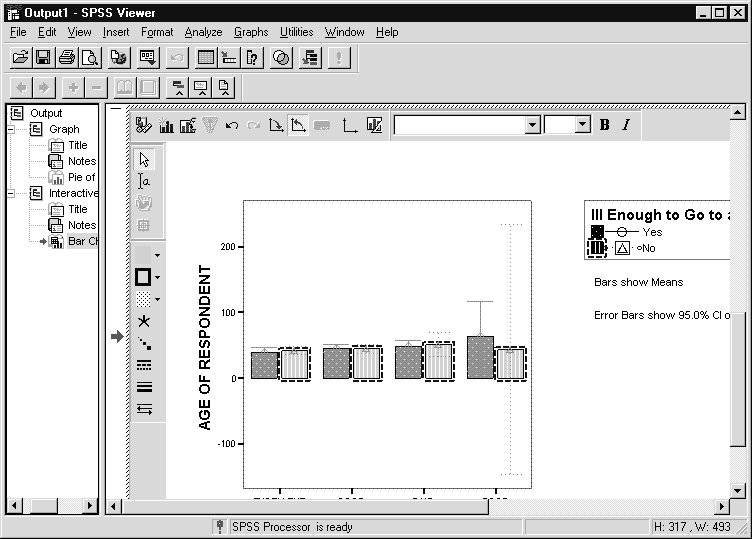 Output1 - SPSS Viewer
File Edit View Insert Format Analyze Graphs Utilities Window Help
B I
Output
Graph
Title
Notes
Pie of
Interactive
Title
Notes
Bar Ch
a
AGE OF RESPONDENT
200
100
0
-100
Ill Enough to Go to a
Yes
No
Bars show Means
Error Bars show 95.0% CI o
SPSS Processor is ready
H: 317 , W: 493